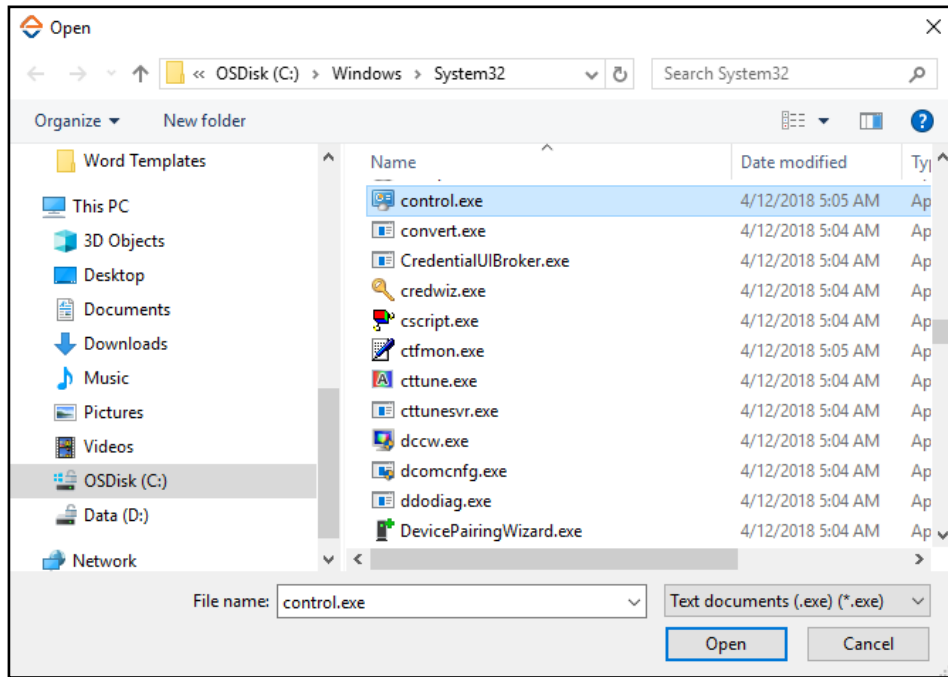 Open
« OSDisk (C:) > Windows > System32
Search System32
Organize
New folder
Name
Date modified
Word Templates
This PC
3D Objects
Desktop
Documents
Downloads
Music
Pictures
Videos
OSDisk (C:)
Data (D:)
Network
control.exe 4/12/2018 5:05 AM Ap
convert.exe 4/12/2018 5:04 AM Ap
CredentialUIBroker.exe 4/12/2018 5:04 AM Ap
credwiz.exe 4/12/2018 5:04 AM Ap
cscript.exe 4/12/2018 5:04 AM Ap
ctfmon.exe 4/12/2018 5:05 AM Ap
cttune.exe 4/12/2018 5:04 AM Ap
cttunesvr.exe 4/12/2018 5:04 AM Ap
dccw.exe 4/12/2018 5:04 AM Ap
dcomcnfg.exe 4/12/2018 5:04 AM Ap
ddodiag.exe 4/12/2018 5:04 AM Ap
DevicePairingWizard.exe 4/12/2018 5:04 AM Ap
File name: control.exe
Text documents (.exe) (*.exe)
Open
Cancel